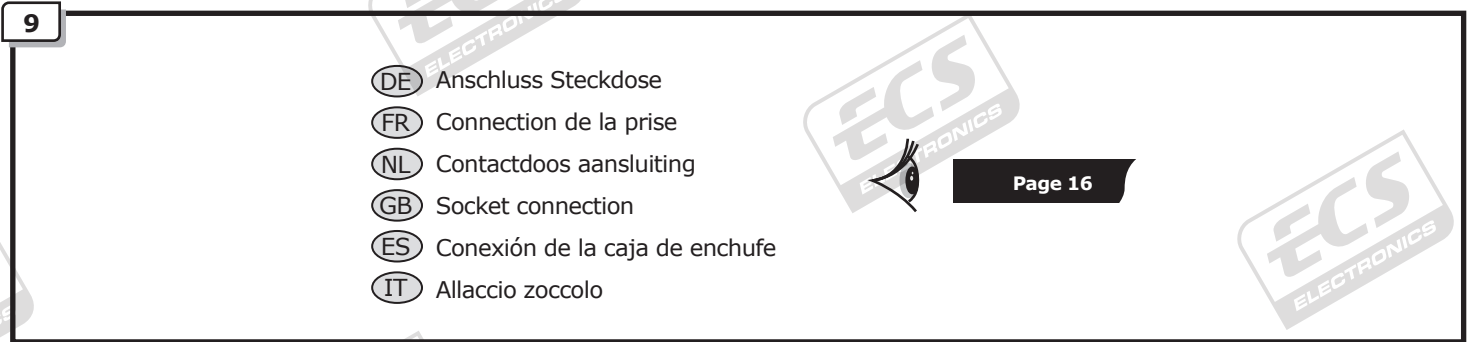 9
DE Anschluss Steckdose
FR Connection de la prise
NL Contactdoos aansluiting
GB Socket connection
ES Conexión de la caja de enchufe
IT Allaccio zoccolo
Page 16
ECS
ELECTRONICS
ECS
ELECTRONICS
ECS
ELECTRONICS